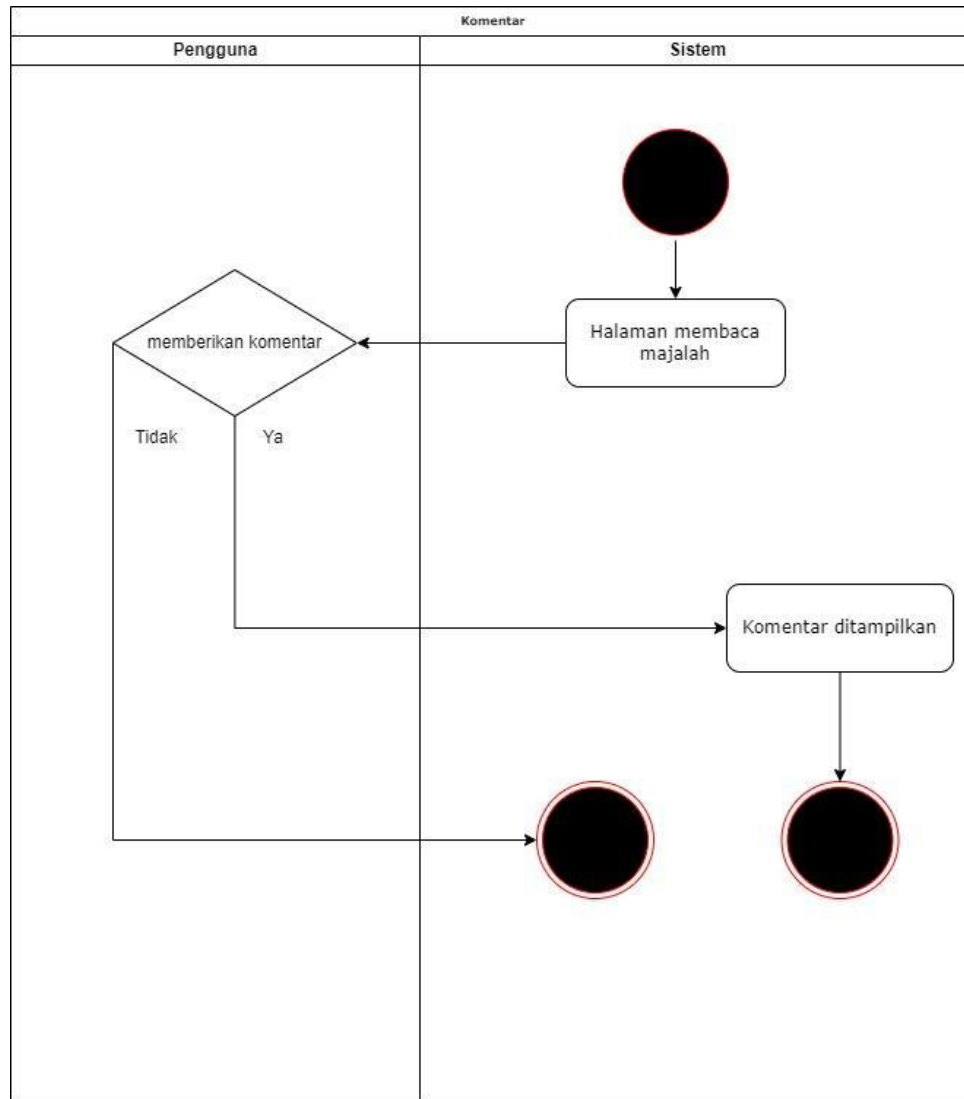 Komentar
Pengguna
Sistem
Halaman membaca
majalah
memberikan komentar
Tidak
Ya
Komentar ditampilkan